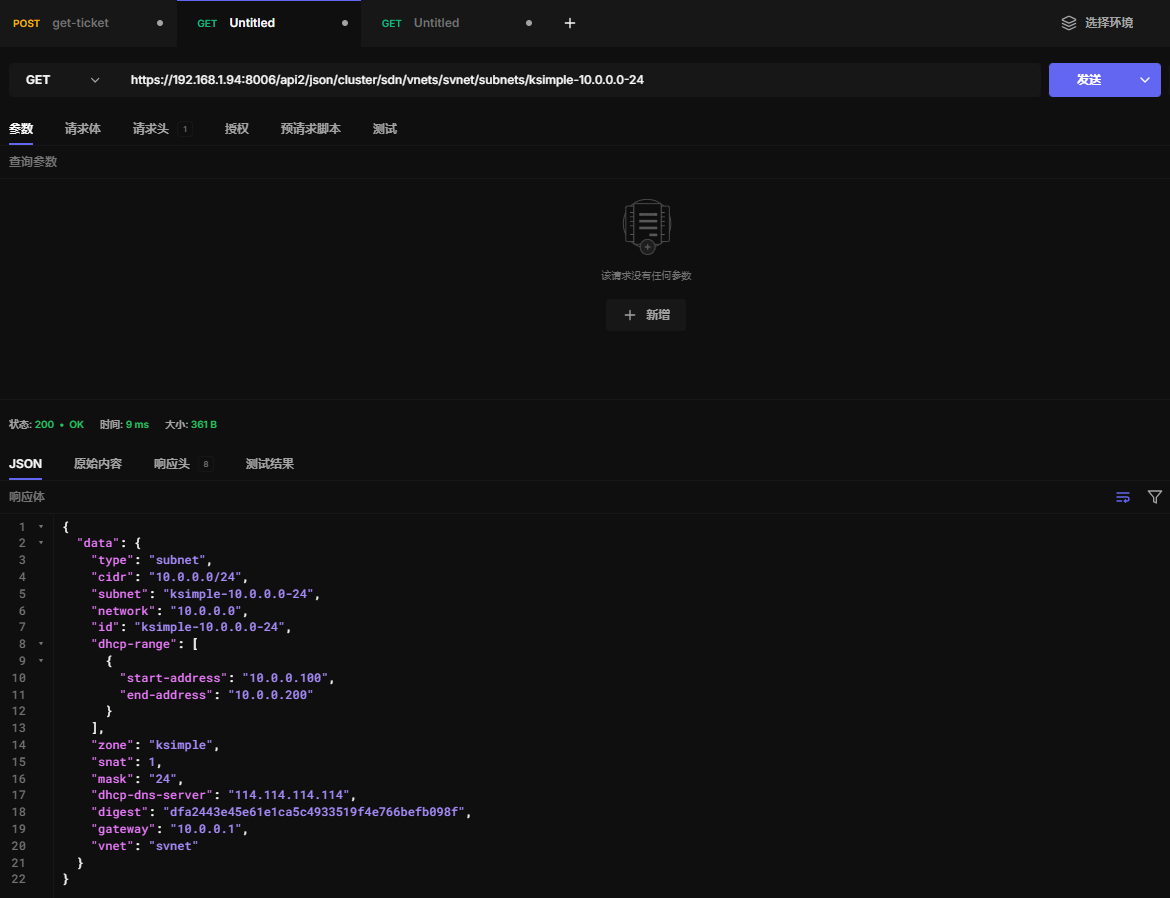 POST get-ticket GET Untitled GET Untitled 选择环境
GET https://192.168.1.94:8006/api2/json/cluster/sdn/vnets/svnet/subnets/ksimple-10.0.0.0-24 发送
参数 请求体 请求头 1 授权 预请求脚本 测试
查询参数
该请求没有任何参数
新增
状态: 200 • OK 时间: 9 ms 大小: 361 B
JSON 原始内容 响应头 8 测试结果
响应体
1 {
2 "data": {
3 "type": "subnet",
4 "cidr": "10.0.0.0/24",
5 "subnet": "ksimple-10.0.0.0-24",
6 "network": "10.0.0.0",
7 "id": "ksimple-10.0.0.0-24",
8 "dhcp-range": [
9 {
10 "start-address": "10.0.0.100",
11 "end-address": "10.0.0.200"
12 }
13 ],
14 "zone": "ksimple",
15 "snat": 1,
16 "mask": "24",
17 "dhcp-dns-server": "114.114.114.114",
18 "digest": "dfa2443e45e61e1ca5c4933519f4e766befb098f",
19 "gateway": "10.0.0.1",
20 "vnet": "svnet"
21 }
22 }